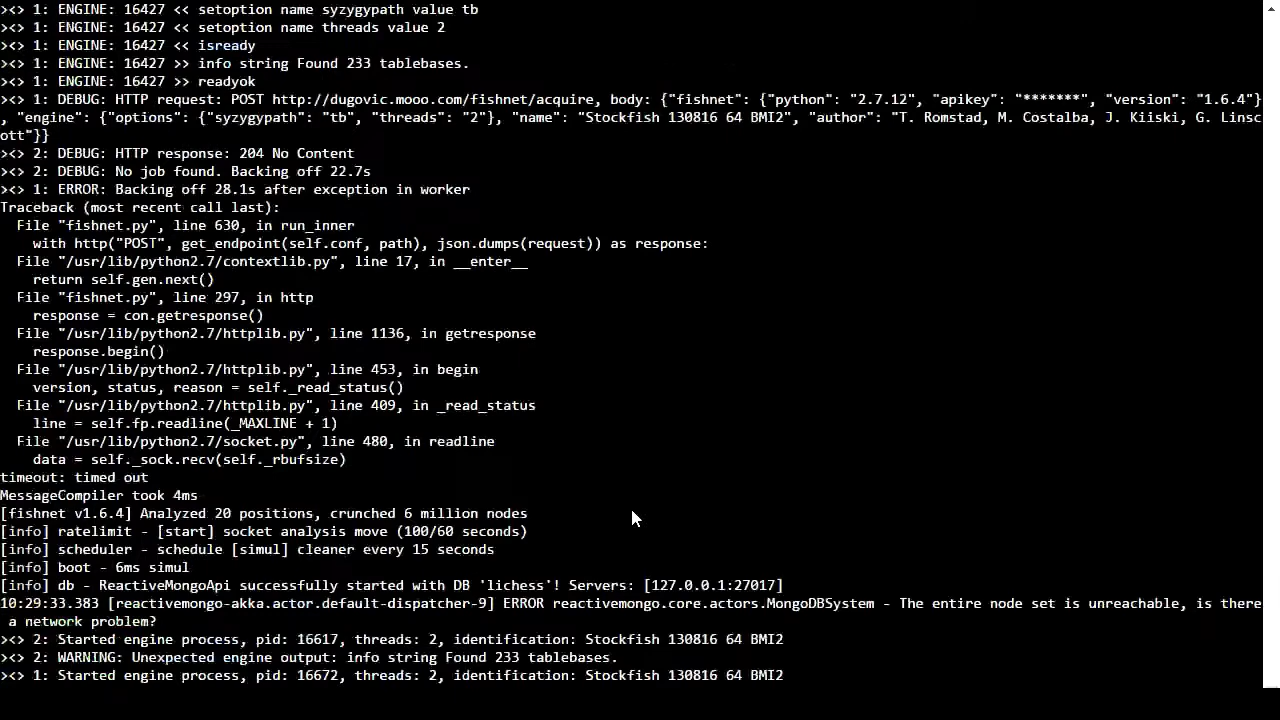 ><> 1: ENGINE: 16427 << setoption name syzygypath value tb
><> 1: ENGINE: 16427 << setoption name threads value 2
><> 1: ENGINE: 16427 << isready
><> 1: ENGINE: 16427 >> info string Found 233 tablebases.
><> 1: ENGINE: 16427 >> readyok
><> 1: DEBUG: HTTP request: POST http://dugovic.mooo.com/fishnet/acquire, body: {"fishnet": {"python": "2.7.12", "apikey": "*******", "version": "1.6.4"}
, "engine": {"options": {"syzygypath": "tb", "threads": "2"}, "name": "Stockfish 130816 64 BMI2", "author": "T. Romstad, M. Costalba, J. Kiiski, G. Linsc
ott"}}
><> 2: DEBUG: HTTP response: 204 No Content
><> 2: DEBUG: No job found. Backing off 22.7s
><> 1: ERROR: Backing off 28.1s after exception in worker
Traceback (most recent call last):
  File "fishnet.py", line 630, in run_inner
    with http("POST", get_endpoint(self.conf, path), json.dumps(request)) as response:
  File "/usr/lib/python2.7/contextlib.py", line 17, in __enter__
    return self.gen.next()
  File "fishnet.py", line 297, in http
    response = con.getresponse()
  File "/usr/lib/python2.7/httplib.py", line 1136, in getresponse
    response.begin()
  File "/usr/lib/python2.7/httplib.py", line 453, in begin
    version, status, reason = self._read_status()
  File "/usr/lib/python2.7/httplib.py", line 409, in _read_status
    line = self.fp.readline(_MAXLINE + 1)
  File "/usr/lib/python2.7/socket.py", line 480, in readline
    data = self._sock.recv(self._rbufsize)
timeout: timed out
MessageCompiler took 4ms
[fishnet v1.6.4] Analyzed 20 positions, crunched 6 million nodes
[info] ratelimit - [start] socket analysis move (100/60 seconds)
[info] scheduler - schedule [simul] cleaner every 15 seconds
[info] boot - 6ms simul
[info] db - ReactiveMongoApi successfully started with DB 'lichess'! Servers: [127.0.0.1:27017]
10:29:33.383 [reactivemongo-akka.actor.default-dispatcher-9] ERROR reactivemongo.core.actors.MongoDBSystem - The entire node set is unreachable, is there
 a network problem?
><> 2: Started engine process, pid: 16617, threads: 2, identification: Stockfish 130816 64 BMI2
><> 2: WARNING: Unexpected engine output: info string Found 233 tablebases.
><> 1: Started engine process, pid: 16672, threads: 2, identification: Stockfish 130816 64 BMI2